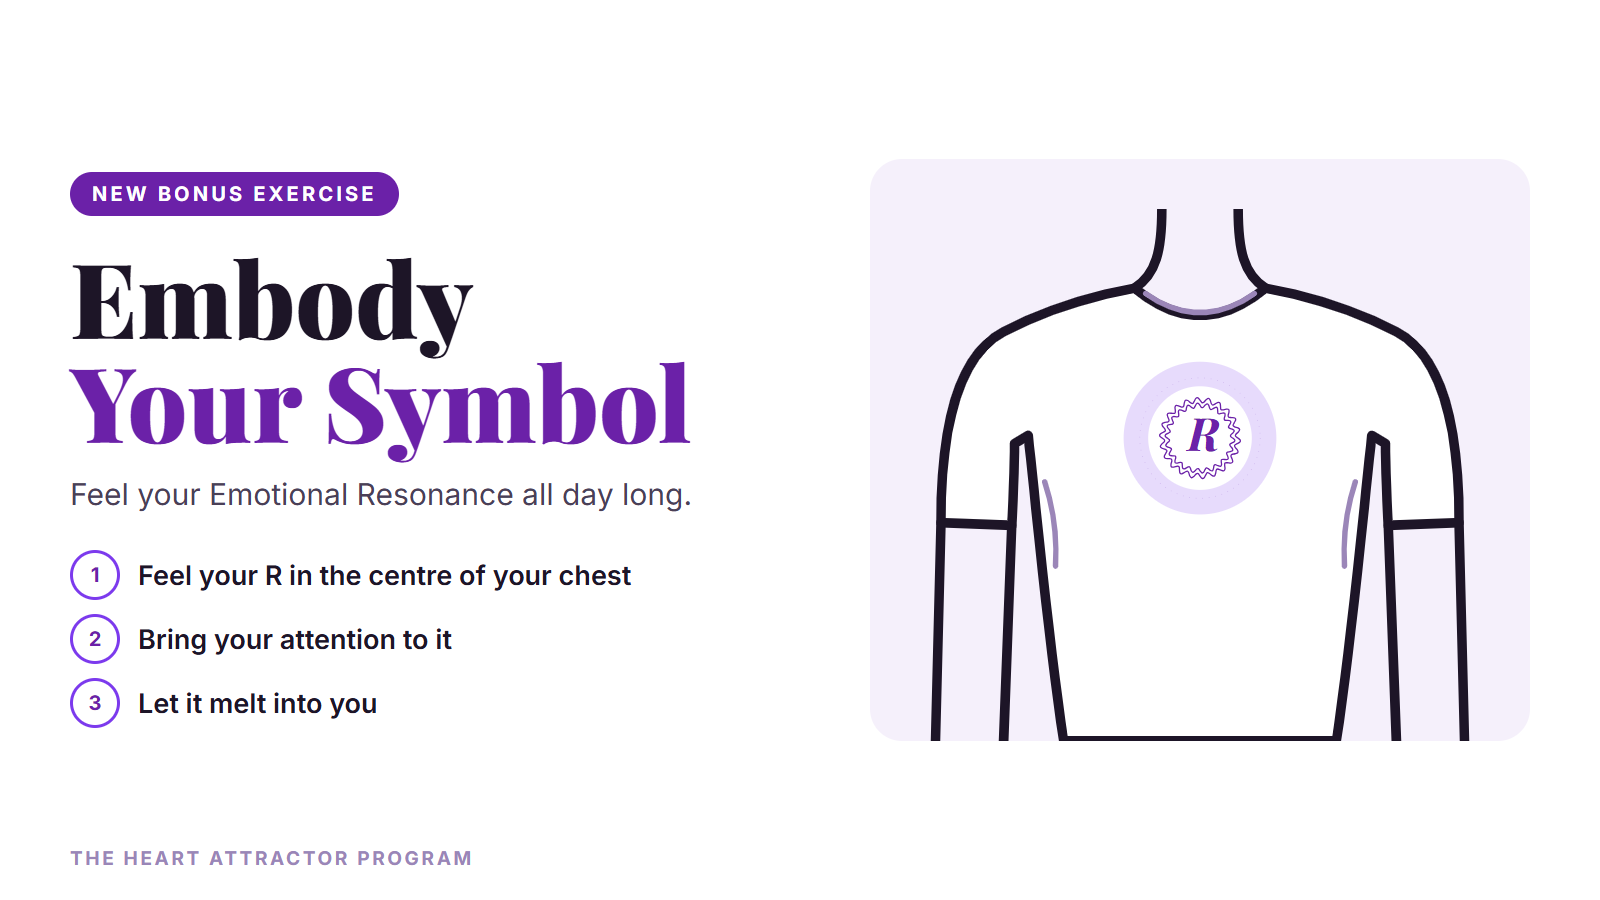 NEW BONUS EXERCISE
Embody
Your Symbol
Feel your Emotional Resonance all day long.
1 Feel your R in the centre of your chest
2 Bring your attention to it
3 Let it melt into you
R
THE HEART ATTRACTOR PROGRAM